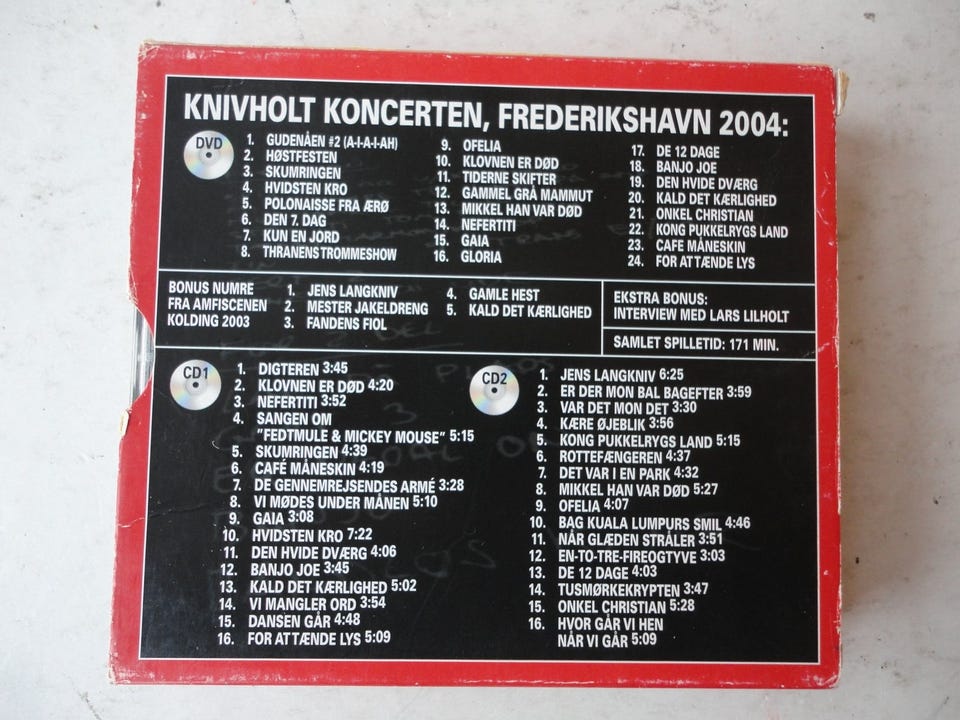 KNIVHOLT KONCERTEN, FREDERIKSHAVN 2004:
DVD
1. GUDENÅEN #2 (A-I-A-I-AH)
2. HØSTFESTEN
3. SKUMRINGEN
4. HVIDSTEN KRO
5. POLONAISSE FRA ÆRØ
6. DEN 7. DAG
7. KUN EN JORD
8. THRANENS TROMMESHOW
9. OFELIA
10. KLOVNEN ER DØD
11. TIDERNE SKIFTER
12. GAMMEL GRÅ MAMMUT
13. MIKKEL HAN VAR DØD
14. NEFERTITI
15. GAIA
16. GLORIA
17. DE 12 DAGE
18. BANJO JOE
19. DEN HVIDE DVÆRG
20. KALD DET KÆRLIGHED
21. ONKEL CHRISTIAN
22. KONG PUKKELRYGS LAND
23. CAFE MÅNESKIN
24. FOR AT TÆNDE LYS
BONUS NUMRE
FRA AMFISCENEN
KOLDING 2003
1. JENS LANGKNIV
2. MESTER JAKELDRENG
3. FANDENS FIOL
4. GAMLE HEST
5. KALD DET KÆRLIGHED
EKSTRA BONUS:
INTERVIEW MED LARS LILHOLT
SAMLET SPILLETID: 171 MIN.
CD1
1. DIGTEREN 3:45
2. KLOVNEN ER DØD 4:20
3. NEFERTITI 3:52
4. SANGEN OM
"FEDTMULE & MICKEY MOUSE" 5:15
5. SKUMRINGEN 4:39
6. CAFÉ MÅNESKIN 4:19
7. DE GENNEMREJSENDES ARMÉ 3:28
8. VI MØDES UNDER MÅNEN 5:10
9. GAIA 3:08
10. HVIDSTEN KRO 7:22
11. DEN HVIDE DVÆRG 4:06
12. BANJO JOE 3:45
13. KALD DET KÆRLIGHED 5:02
14. VI MANGLER ORD 3:54
15. DANSEN GÅR 4:48
16. FOR AT TÆNDE LYS 5:09
CD2
1. JENS LANGKNIV 6:25
2. ER DER MON BAL BAGEFTER 3:59
3. VAR DET MON DET 3:30
4. KÆRE ØJEBLIK 3:56
5. KONG PUKKELRYGS LAND 5:15
6. ROTTEFÆNGEREN 4:37
7. DET VAR I EN PARK 4:32
8. MIKKEL HAN VAR DØD 5:27
9. OFELIA 4:07
10. BAG KUALA LUMPURS SMIL 4:46
11. NÅR GLÆDEN STRÅLER 3:51
12. EN-TO-TRE-FIREOGTYVE 3:03
13. DE 12 DAGE 4:03
14. TUSMØRKEKRYPTEN 3:47
15. ONKEL CHRISTIAN 5:28
16. HVOR GÅR VI HEN
NÅR VI GÅR 5:09